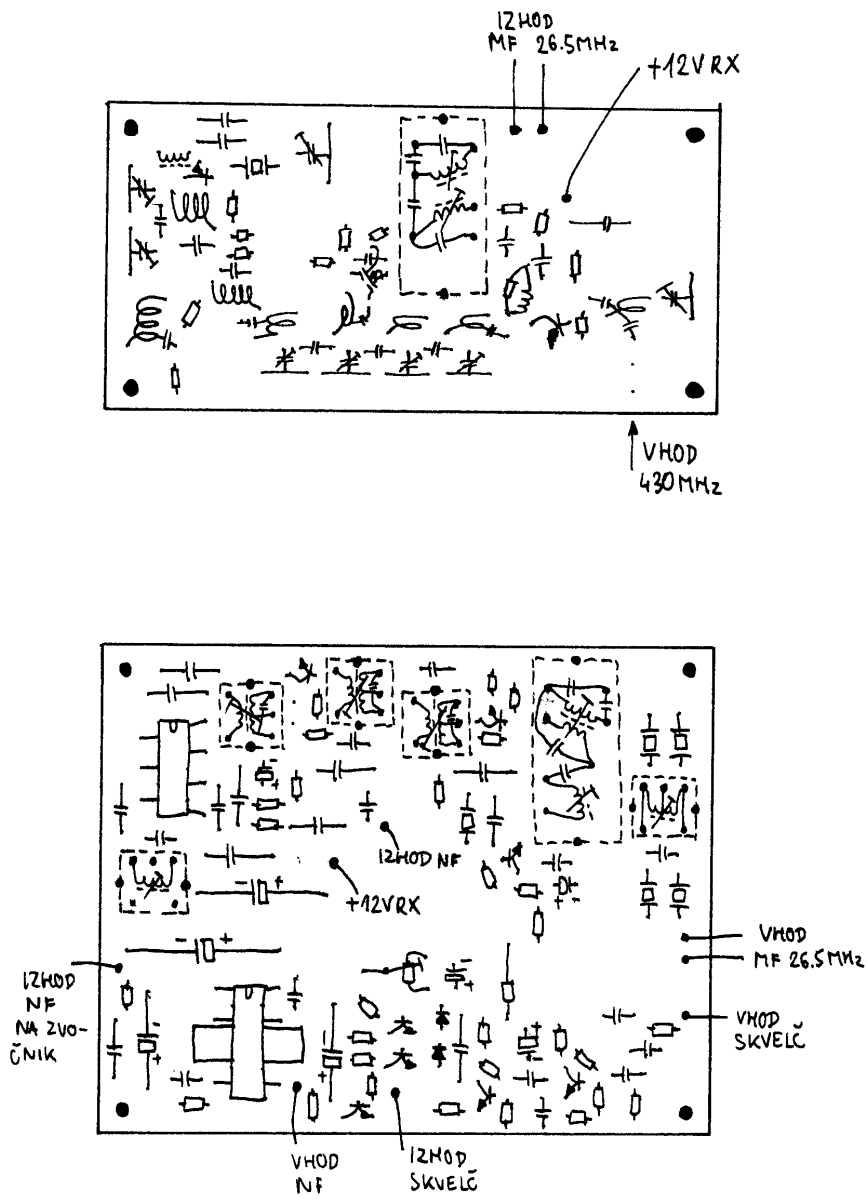 IZHOD
MF 26.5MHz
+12V RX
VHOD
430MHz
IZHOD NF
+12VRX
VHOD
MF 26.5MHz
VHOD
SKVELČ
IZHOD
NF
NA ZVO-
ČNIK
VHOD
NF
IZHOD
SKVELČ